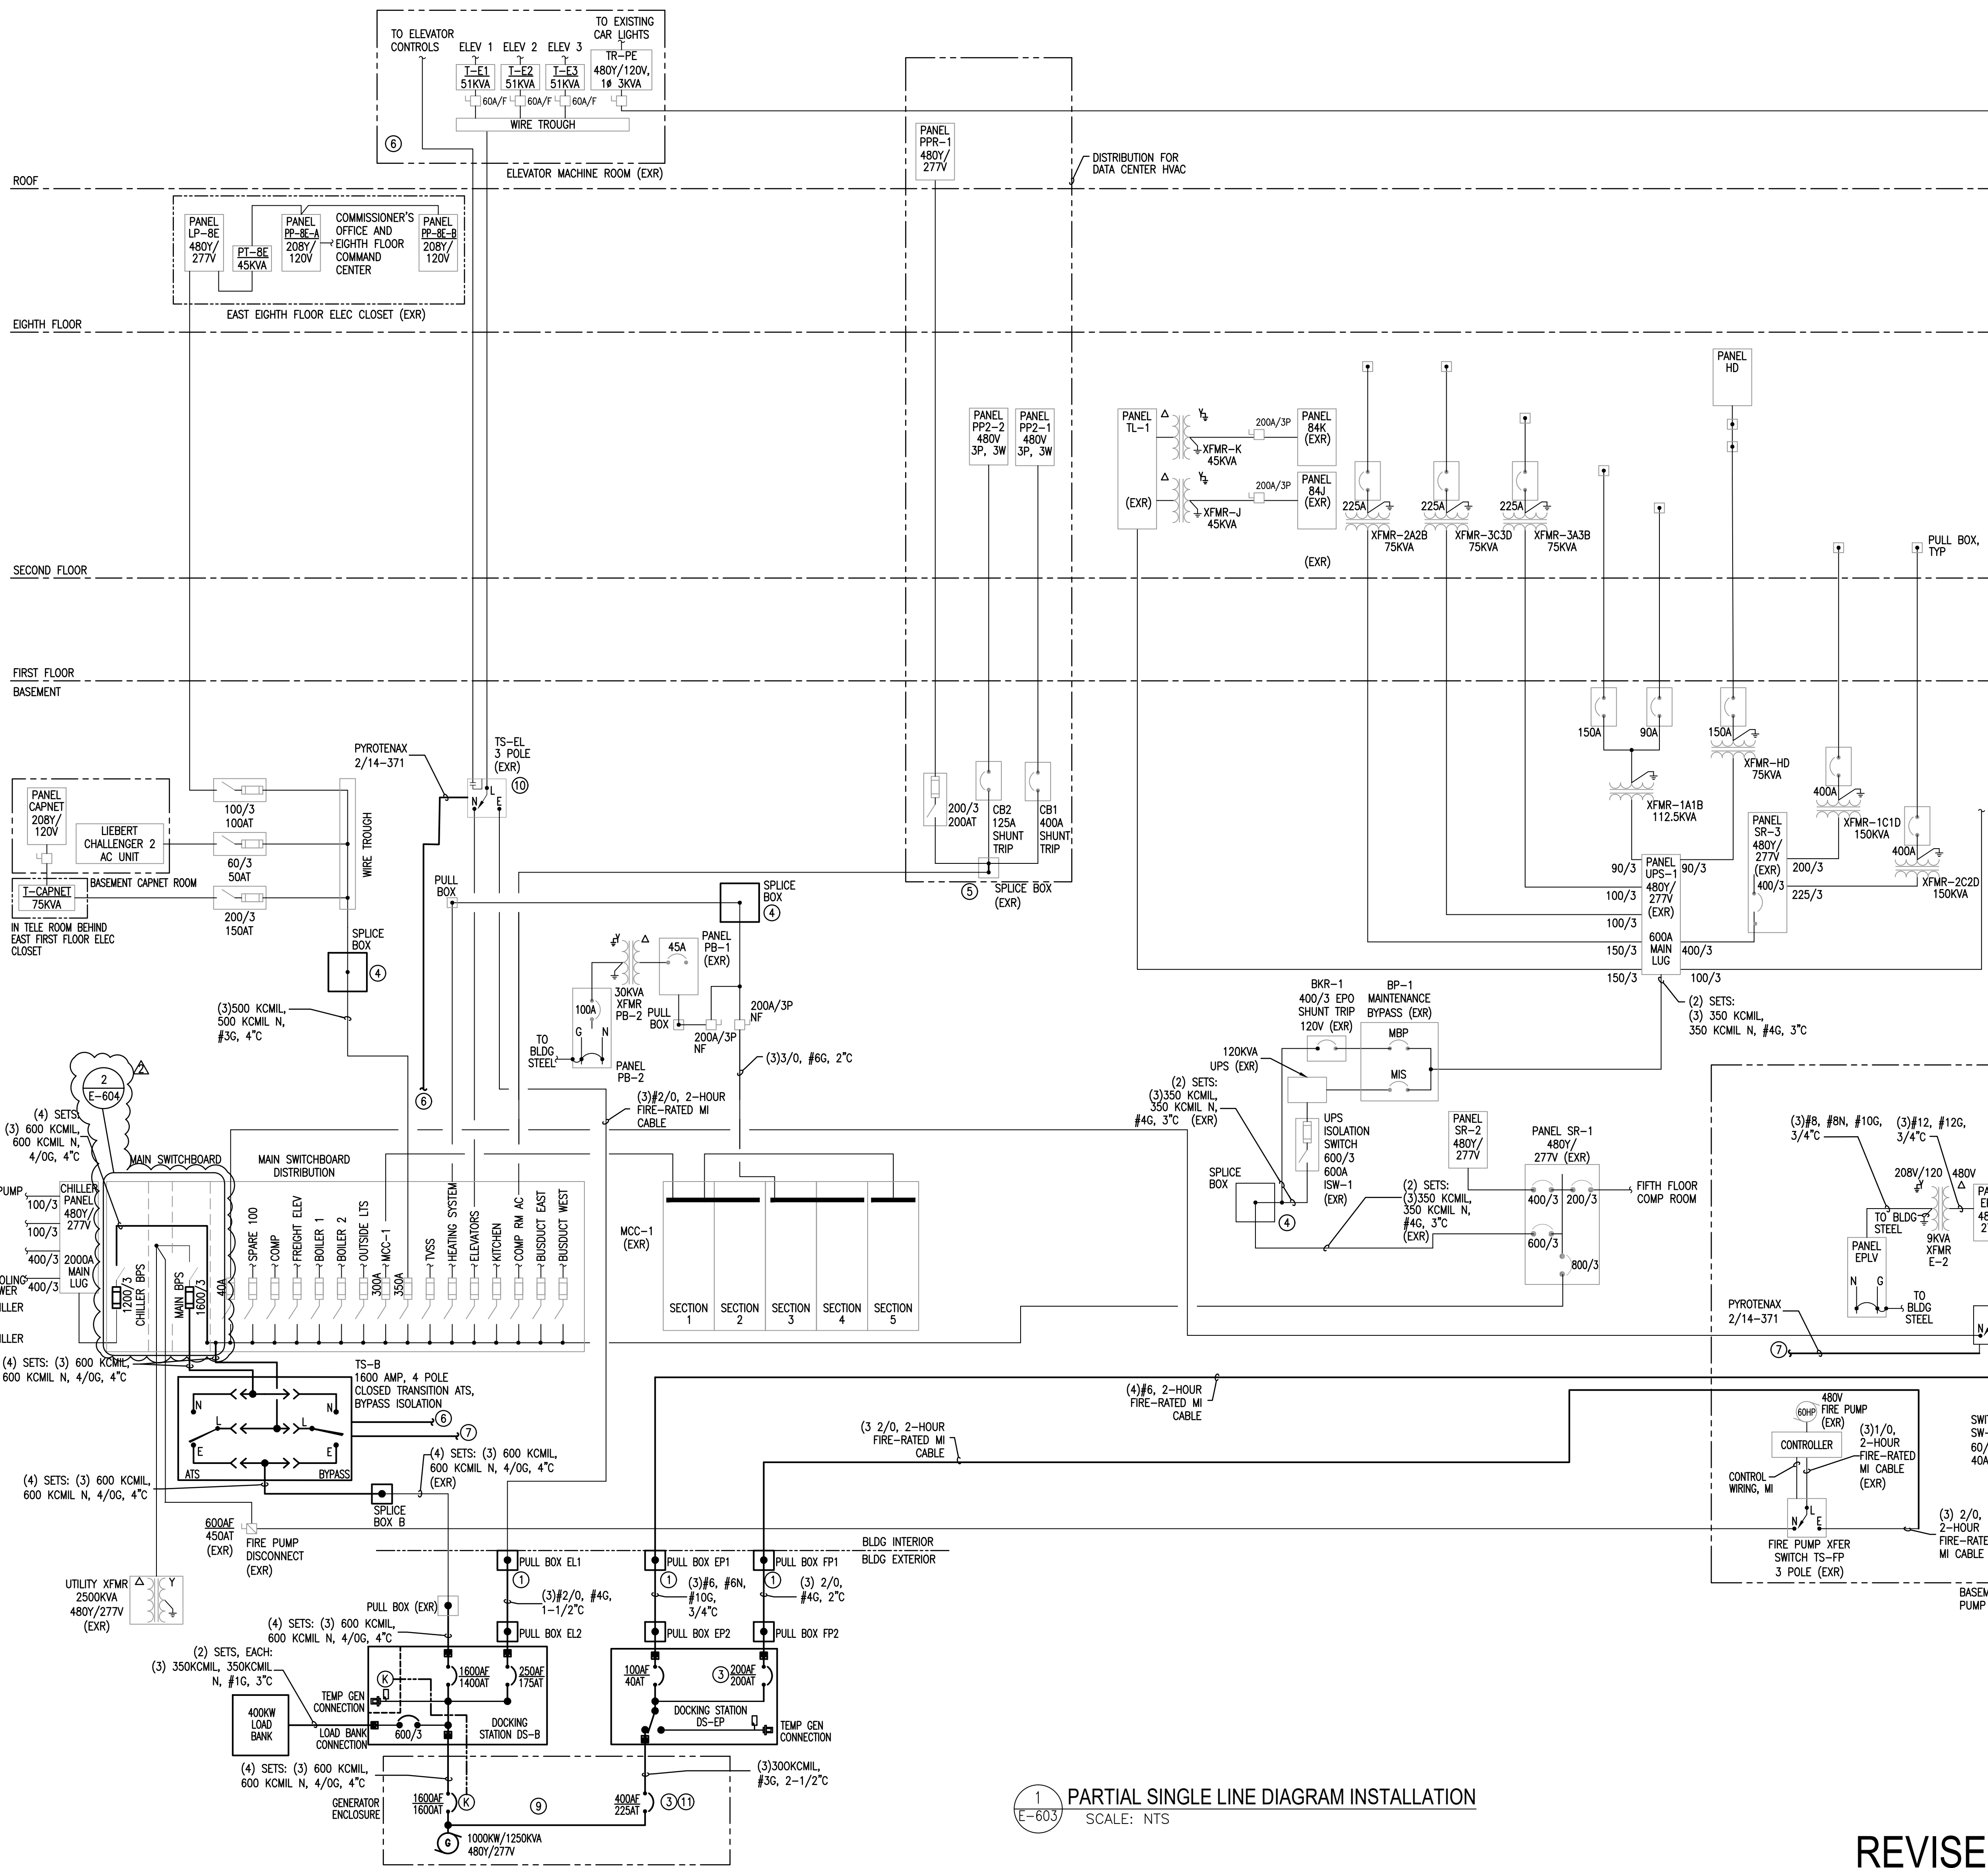 TO ELEVATOR
CONTROLS
ELEV 1
ELEV 2
ELEV 3
TO EXISTING
CAR LIGHTS
T-E1
51KVA
T-E2
51KVA
T-E3
51KVA
TR-PE
480Y/120V,
1ø 3KVA
60A/F
60A/F
60A/F
WIRE TROUGH
6
ELEVATOR MACHINE ROOM (EXR)
PANEL
PPR-1
480Y/
277V
DISTRIBUTION FOR
DATA CENTER HVAC
ROOF
PANEL
LP-8E
480Y/
277V
PT-8E
45KVA
PANEL
PP-8E-A
208Y/
120V
COMMISSIONER'S
OFFICE AND
EIGHTH FLOOR
COMMAND
CENTER
PANEL
PP-8E-B
208Y/
120V
EAST EIGHTH FLOOR ELEC CLOSET (EXR)
EIGHTH FLOOR
PANEL
PP2-2
480V
3P, 3W
PANEL
PP2-1
480V
3P, 3W
PANEL
TL-1
(EXR)
Δ
Y
XFMR-K
45KVA
200A/3P
PANEL
84K
(EXR)
Δ
Y
XFMR-J
45KVA
200A/3P
PANEL
84J
(EXR)
(EXR)
225A
XFMR-2A2B
75KVA
225A
XFMR-3C3D
75KVA
225A
XFMR-3A3B
75KVA
PANEL
HD
PULL BOX,
TYP
SECOND FLOOR
FIRST FLOOR
BASEMENT
PYROTENAX
2/14-371
TS-EL
3 POLE
(EXR)
10
N
L
E
PANEL
CAPNET
208Y/
120V
LIEBERT
CHALLENGER 2
AC UNIT
100/3
100AT
60/3
50AT
200/3
150AT
WIRE TROUGH
BASEMENT CAPNET ROOM
T-CAPNET
75KVA
IN TELE ROOM BEHIND
EAST FIRST FLOOR ELEC
CLOSET
SPLICE
BOX
4
(3)500 KCMIL,
500 KCMIL N,
#3G, 4"C
PULL
BOX
SPLICE
BOX
4
200/3
200AT
CB2
125A
SHUNT
TRIP
CB1
400A
SHUNT
TRIP
5
SPLICE BOX
(EXR)
Y
Δ
30KVA
XFMR
PB-2
45A
PANEL
PB-1
(EXR)
PULL
BOX
100A
G
N
TO
BLDG
STEEL
PANEL
PB-2
200A/3P
NF
200A/3P
NF
(3)3/0, #6G, 2"C
6
(3)#2/0, 2-HOUR
FIRE-RATED MI
CABLE
150A
90A
XFMR-1A1B
112.5KVA
150A
XFMR-HD
75KVA
400A
XFMR-1C1D
150KVA
400A
XFMR-2C2D
150KVA
PANEL
SR-3
480Y/
277V
(EXR)
400/3
200/3
225/3
PANEL
UPS-1
480Y/
277V
(EXR)
600A
MAIN
LUG
90/3
100/3
100/3
150/3
150/3
90/3
400/3
100/3
(2) SETS:
(3) 350 KCMIL,
350 KCMIL N, #4G, 3"C
BKR-1
400/3 EPO
SHUNT TRIP
120V (EXR)
BP-1
MAINTENANCE
BYPASS (EXR)
MBP
MIS
120KVA
UPS (EXR)
(2) SETS:
(3)350 KCMIL,
350 KCMIL N,
#4G, 3"C (EXR)
UPS
ISOLATION
SWITCH
600/3
600A
ISW-1
(EXR)
SPLICE
BOX
4
(2) SETS:
(3)350 KCMIL,
350 KCMIL N,
#4G, 3"C
(EXR)
PANEL
SR-2
480Y/
277V
PANEL SR-1
480Y/
277V (EXR)
400/3
200/3
600/3
800/3
FIFTH FLOOR
COMP ROOM
(3)#8, #8N, #10G,
3/4"C
(3)#12, #12G,
3/4"C
208V/120
480V
Y
Δ
TO BLDG
STEEL
9KVA
XFMR
E-2
PANEL
EPLV
N
G
TO
BLDG
STEEL
PYROTENAX
2/14-371
7
N
2
E-604
2
(4) SETS:
(3) 600 KCMIL,
600 KCMIL N,
4/0G, 4"C
MAIN SWITCHBOARD
MAIN SWITCHBOARD
DISTRIBUTION
PUMP
100/3
100/3
400/3
400/3
CHILLER
PANEL
480Y/
277V
2000A
MAIN
LUG
1200/3
CHILLER BPS
MAIN BPS
1600/3
40A
SPARE 100
COMP
FREIGHT ELEV
BOILER 1
BOILER 2
OUTSIDE LTS
300A
MCC-1
350A
TVSS
HEATING SYSTEM
ELEVATORS
KITCHEN
COMP RM AC
BUSDUCT EAST
BUSDUCT WEST
MCC-1
(EXR)
SECTION
1
SECTION
2
SECTION
3
SECTION
4
SECTION
5
(4) SETS: (3) 600 KCMIL,
600 KCMIL N, 4/0G, 4"C
TS-B
1600 AMP, 4 POLE
CLOSED TRANSITION ATS,
BYPASS ISOLATION
N
L
E
N
L
E
ATS
BYPASS
6
7
(4) SETS: (3) 600 KCMIL,
600 KCMIL N, 4/0G, 4"C
(4) SETS: (3) 600 KCMIL,
600 KCMIL N, 4/0G, 4"C
(EXR)
SPLICE
BOX B
(4)#6, 2-HOUR
FIRE-RATED MI
CABLE
(3 2/0, 2-HOUR
FIRE-RATED MI
CABLE
600AF
450AT
(EXR)
FIRE PUMP
DISCONNECT
(EXR)
UTILITY XFMR
2500KVA
480Y/277V
(EXR)
Δ
Y
BLDG INTERIOR
BLDG EXTERIOR
PULL BOX EL1
1
PULL BOX EP1
1
PULL BOX FP1
1
(3)#2/0, #4G,
1-1/2"C
(3)#6, #6N,
#10G,
3/4"C
(3) 2/0,
#4G, 2"C
PULL BOX (EXR)
PULL BOX EL2
PULL BOX EP2
PULL BOX FP2
(4) SETS: (3) 600 KCMIL,
600 KCMIL N, 4/0G, 4"C
(2) SETS, EACH:
(3) 350KCMIL, 350KCMIL
N, #1G, 3"C
400KW
LOAD
BANK
K
1600AF
1400AT
250AF
175AT
TEMP GEN
CONNECTION
LOAD BANK
CONNECTION
600/3
DOCKING
STATION DS-B
100AF
40AT
3
200AF
200AT
DOCKING STATION
DS-EP
TEMP GEN
CONNECTION
(4) SETS: (3) 600 KCMIL,
600 KCMIL N, 4/0G, 4"C
(3)300KCMIL,
#3G, 2-1/2"C
GENERATOR
ENCLOSURE
1600AF
1600AT
K
9
400AF
225AT
3
11
G
1000KW/1250KVA
480Y/277V
60HP
480V
FIRE PUMP
(EXR)
CONTROLLER
(3)1/0,
2-HOUR
FIRE-RATED
MI CABLE
(EXR)
CONTROL
WIRING, MI
N
L
E
FIRE PUMP XFER
SWITCH TS-FP
3 POLE (EXR)
(3) 2/0,
2-HOUR
MI CABLE
1
E-603
PARTIAL SINGLE LINE DIAGRAM INSTALLATION
SCALE: NTS
REVISE